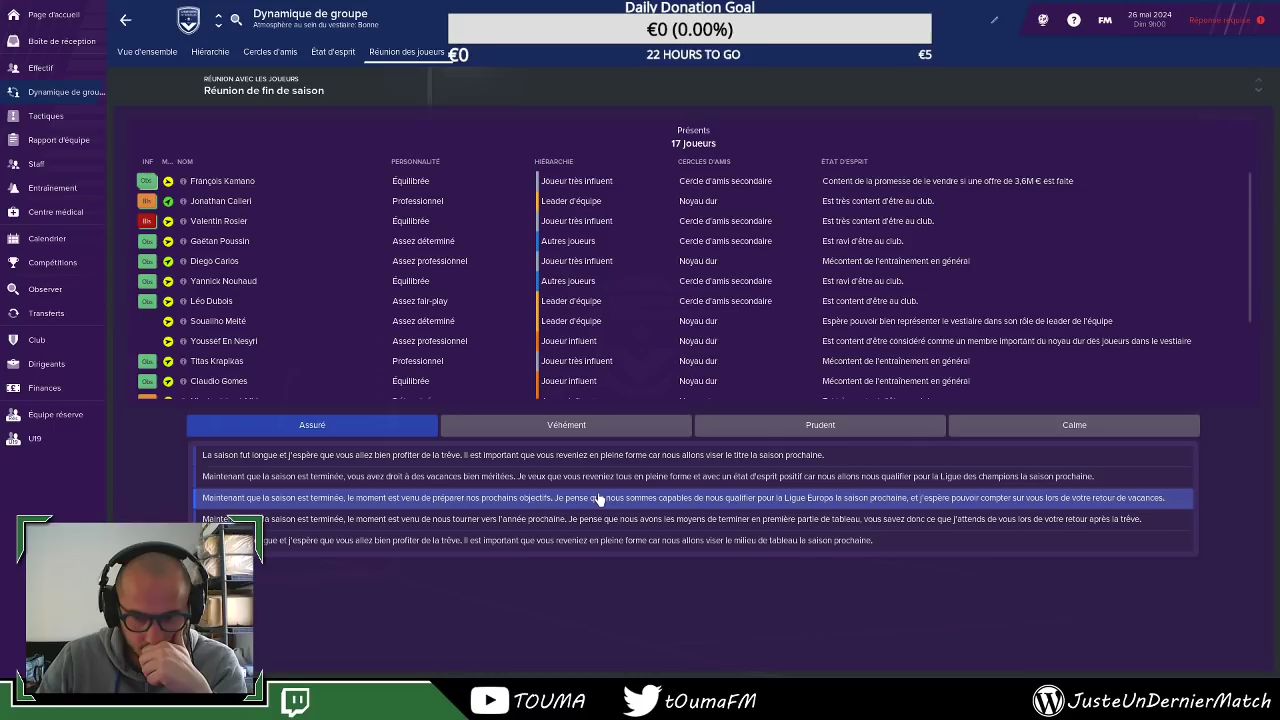 Page d'accueil
Boîte de réception
Effectif
Dynamique de grou...
Tactiques
Rapport d'équipe
Staff
Entraînement
Centre médical
Calendrier
Compétitions
Observer
Transferts
Club
Dirigeants
Finances
Équipe réserve
U19
Dynamique de groupe
Atmosphère au sein du vestiaire: Bonne
Daily Donation Goal
€0 (0.00%)
€0
22 HOURS TO GO
€5
FM
26 mai 2024
Dim 9h00
Réponse requise
Vue d'ensemble Hiérarchie Cercles d'amis État d'esprit Réunion des joueurs
RÉUNION AVEC LES JOUEURS
Réunion de fin de saison
Présents
17 Joueurs
INF M... NOM PERSONNALITÉ HIÉRARCHIE CERCLES D'AMIS ÉTAT D'ESPRIT
Obs François Kamano Équilibrée Joueur très influent Cercle d'amis secondaire Content de la promesse de le vendre si une offre de 3,6M € est faite
Bls Jonathan Calleri Professionnel Leader d'équipe Noyau dur Est très content d'être au club.
Bls Valentin Rosier Équilibrée Joueur très influent Cercle d'amis secondaire Est très content d'être au club.
Obs Gaëtan Poussin Assez déterminé Autres joueurs Cercle d'amis secondaire Est ravi d'être au club.
Obs Diego Carlos Assez professionnel Joueur très influent Noyau dur Mécontent de l'entraînement en général
Obs Yannick Nouhaud Équilibrée Autres joueurs Cercle d'amis secondaire Est ravi d'être au club.
Obs Léo Dubois Assez fair-play Leader d'équipe Cercle d'amis secondaire Est content d'être au club.
Soualiho Meïté Assez déterminé Leader d'équipe Noyau dur Espère pouvoir bien représenter le vestiaire dans son rôle de leader de l'équipe
Youssef En Nesyri Assez professionnel Joueur influent Noyau dur Est content d'être considéré comme un membre important du noyau dur des joueurs dans le vestiaire
Obs Titas Krapikas Professionnel Joueur très influent Noyau dur Mécontent de l'entraînement en général
Obs Claudio Gomes Équilibrée Joueur influent Noyau dur Mécontent de l'entraînement en général
Assuré Véhément Prudent Calme
La saison fut longue et j'espère que vous allez bien profiter de la trêve. Il est important que vous reveniez en pleine forme car nous allons viser le titre la saison prochaine.
Maintenant que la saison est terminée, vous avez droit à des vacances bien méritées. Je veux que vous reveniez tous en pleine forme et avec un état d'esprit positif car nous allons nous qualifier pour la Ligue des champions la saison prochaine.
Maintenant que la saison est terminée, le moment est venu de préparer nos prochains objectifs. Je pense que nous sommes capables de nous qualifier pour la Ligue Europa la saison prochaine, et j'espère pouvoir compter sur vous lors de votre retour de vacances.
la saison est terminée, le moment est venu de nous tourner vers l'année prochaine. Je pense que nous avons les moyens de terminer en première partie de tableau, vous savez donc ce que j'attends de vous lors de votre retour après la trêve.
et j'espère que vous allez bien profiter de la trêve. Il est important que vous reveniez en pleine forme car nous allons viser le milieu de tableau la saison prochaine.
TOUMA
tOumaFM
JusteUnDernierMatch